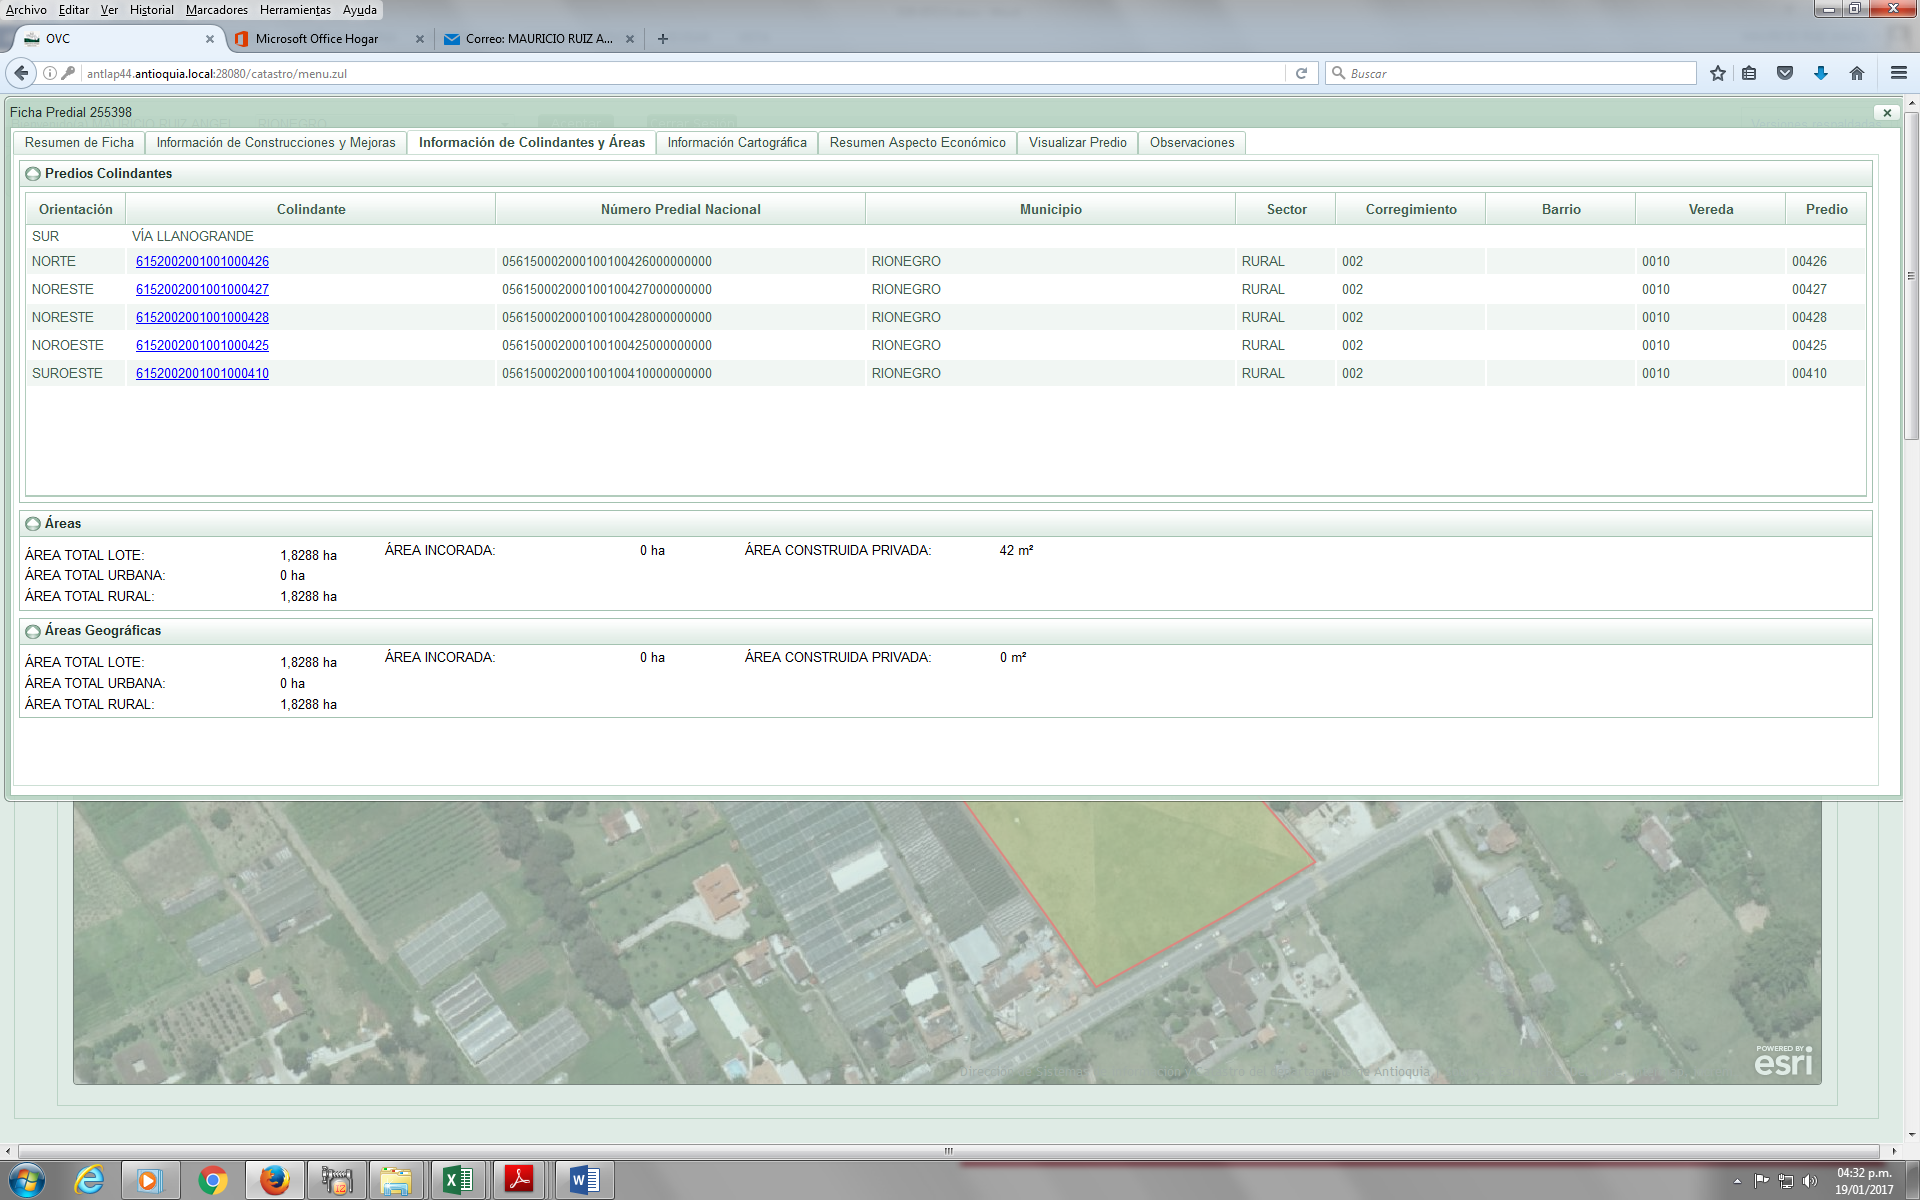 Archivo Editar Ver Historial Marcadores Herramientas Ayuda
OVC
Microsoft Office Hogar
Correo: MAURICIO RUIZ A...
antlap44.antioquia.local:28080/catastro/menu.zul
Buscar
Ficha Predial 255398
Resumen de Ficha Información de Construcciones y Mejoras Información de Colindantes y Áreas Información Cartográfica Resumen Aspecto Económico Visualizar Predio Observaciones
Predios Colindantes
Orientación Colindante Número Predial Nacional Municipio Sector Corregimiento Barrio Vereda Predio
SUR VÍA LLANOGRANDE
NORTE 6152002001001000426 056150002000100100426000000000 RIONEGRO RURAL 002 0010 00426
NORESTE 6152002001001000427 056150002000100100427000000000 RIONEGRO RURAL 002 0010 00427
NORESTE 6152002001001000428 056150002000100100428000000000 RIONEGRO RURAL 002 0010 00428
NOROESTE 6152002001001000425 056150002000100100425000000000 RIONEGRO RURAL 002 0010 00425
SUROESTE 6152002001001000410 056150002000100100410000000000 RIONEGRO RURAL 002 0010 00410
Áreas
ÁREA TOTAL LOTE: 1,8288 ha ÁREA INCORADA: 0 ha ÁREA CONSTRUIDA PRIVADA: 42 m²
ÁREA TOTAL URBANA: 0 ha
ÁREA TOTAL RURAL: 1,8288 ha
Áreas Geográficas
ÁREA TOTAL LOTE: 1,8288 ha ÁREA INCORADA: 0 ha ÁREA CONSTRUIDA PRIVADA: 0 m²
ÁREA TOTAL URBANA: 0 ha
ÁREA TOTAL RURAL: 1,8288 ha
POWERED BY
esri
Antioquia
04:32 p.m.
19/01/2017